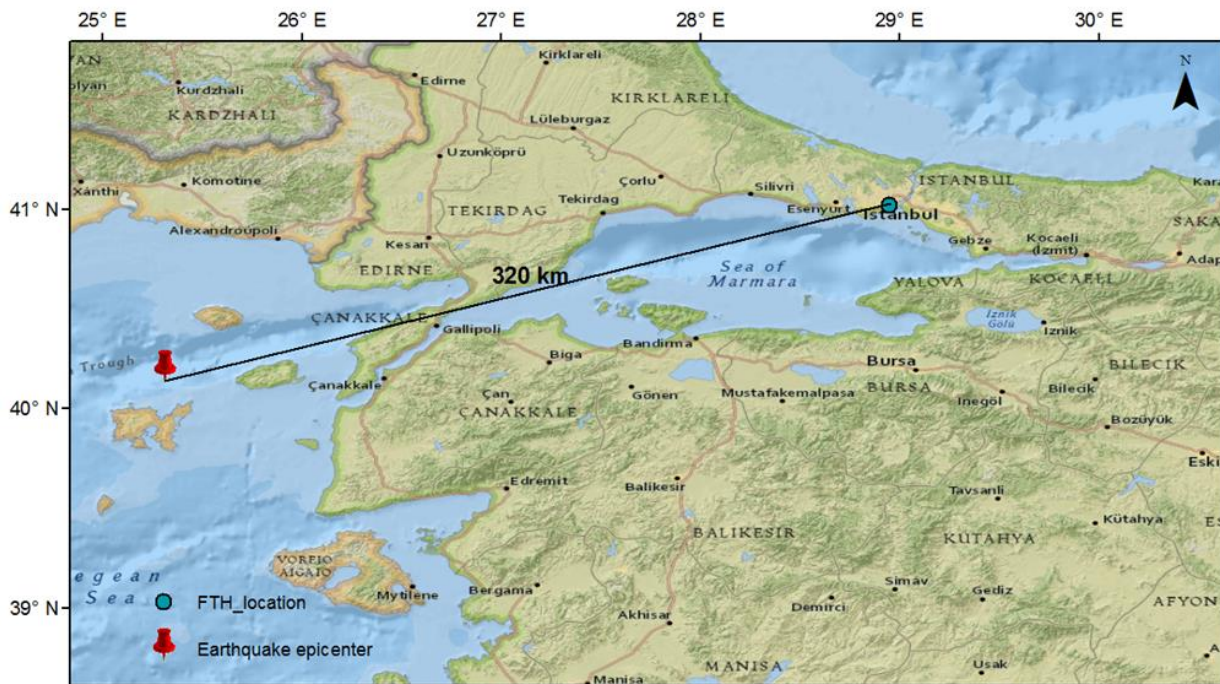 25° E
26° E
27° E
28° E
29° E
30° E
N
Kirklareli
Edirne
KIRKLARELI
Kurdzhali
KARDZHALI
Lüleburgaz
Uzunköprü
Xánthi
Komotine
Çorlu
Silivri
ISTANBUL
41° N
Tekirdag
Esenyurt
Istanbul
TEKIRDAG
Alexandroúpoli
Kesan
Gebze
Kocaeli
(Izmit)
EDIRNE
320 km
Sea of
Marmara
YALOVA
KOCAELI
ÇANAKKALE
Gallipoli
Iznik
Gölü
Iznik
Trough
Biga
Bandirma
Bursa
BILECIK
Çanakkale
Çan
Gönen
Mustafakemalpasa
BURSA
Inegöl
Bilecik
40° N
ÇANAKKALE
Bozüyük
Edremit
Balikesir
Tavsanli
Kütahya
BALIKESIR
KUTAHYA
VOREIO
AIGAIO
egean
Sea
Mytilene
Bergama
Simav
Demirci
Gediz
39° N
FTH_location
Akhisar
AFYON
Earthquake epicenter
MANISA
Usak
Manisa